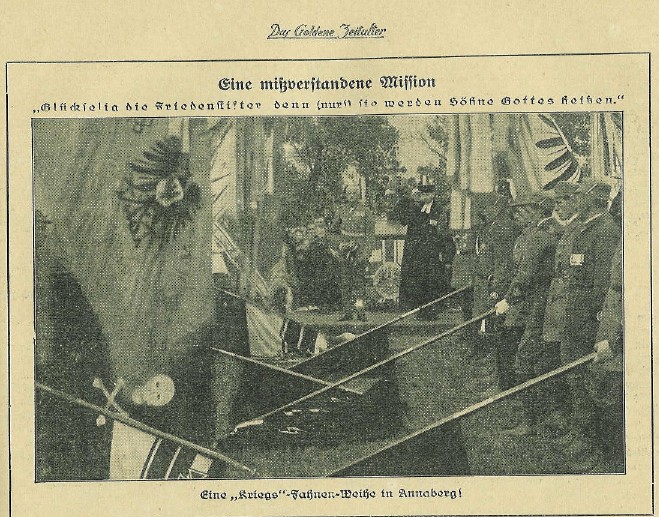 Das Goldene Zeitalter
Eine mißverstandene Mission
„Glückselig die Friedenstifter denn (nur!) sie werden Söhne Gottes heißen.“
Eine „Kriegs“-Fahnen-Weihe in Annaberg!